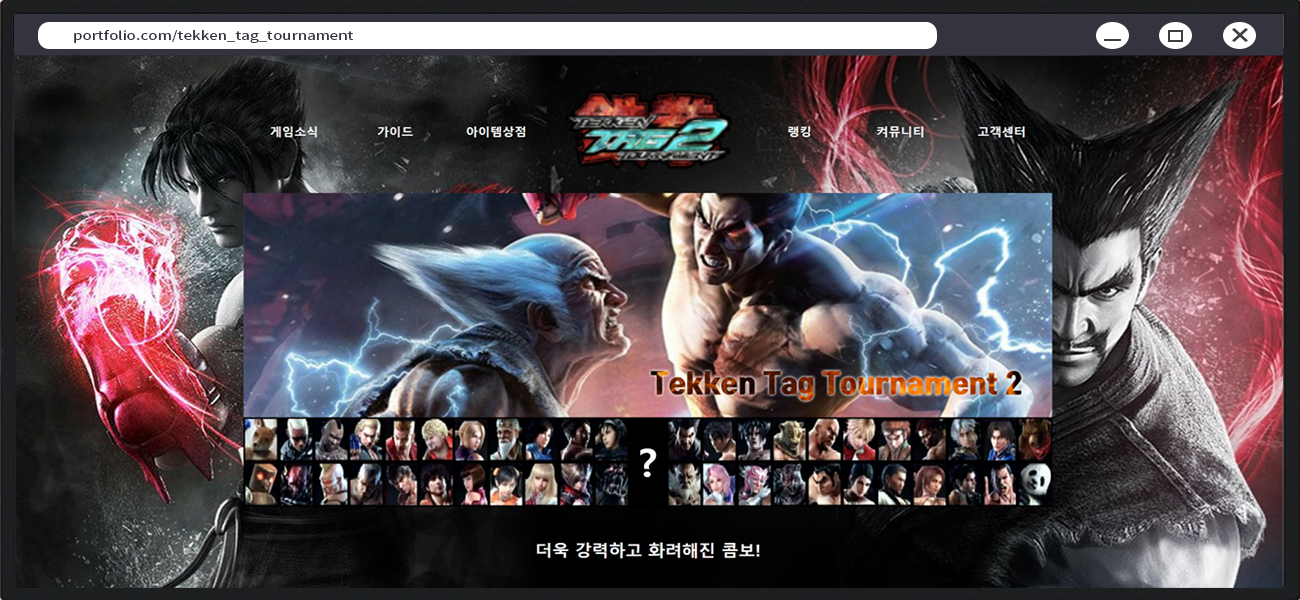 portfolio.com/tekken_tag_tournament
게임소식 가이드 아이템상점 랭킹 커뮤니티 고객센터
TEKKEN
TAG 2
TOURNAMENT
Tekken Tag Tournament 2
?
더욱 강력하고 화려해진 콤보!